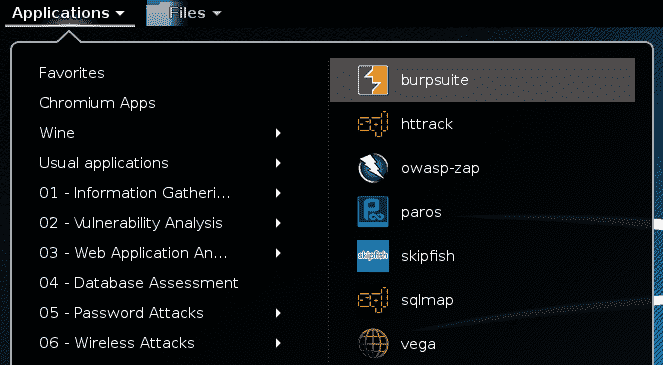 Applications Files
Favorites
Chromium Apps
Wine
Usual applications
01 - Information Gatheri...
02 - Vulnerability Analysis
03 - Web Application An...
04 - Database Assessment
05 - Password Attacks
06 - Wireless Attacks
burpsuite
httrack
owasp-zap
paros
skipfish
skipfish
sqlmap
vega